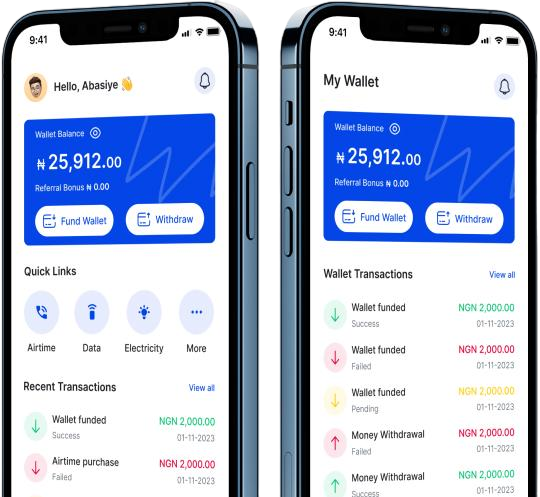 9:41
Hello, Abasiye 👋
Wallet Balance
₦ 25,912.00
Referral Bonus ₦ 0.00
Fund Wallet
Withdraw
Quick Links
Airtime
Data
Electricity
More
Recent Transactions
View all
Wallet funded
NGN 2,000.00
Success
01-11-2023
Airtime purchase
NGN 2,000.00
Failed
01-11-2023
9:41
My Wallet
Wallet Balance
₦ 25,912.00
Referral Bonus ₦ 0.00
Fund Wallet
Withdraw
Wallet Transactions
View all
Wallet funded
NGN 2,000.00
Success
01-11-2023
Wallet funded
NGN 2,000.00
Failed
01-11-2023
Wallet funded
NGN 2,000.00
Pending
01-11-2023
Money Withdrawal
NGN 2,000.00
Failed
01-11-2023
Money Withdrawal
NGN 2,000.00
Success
01-11-2023